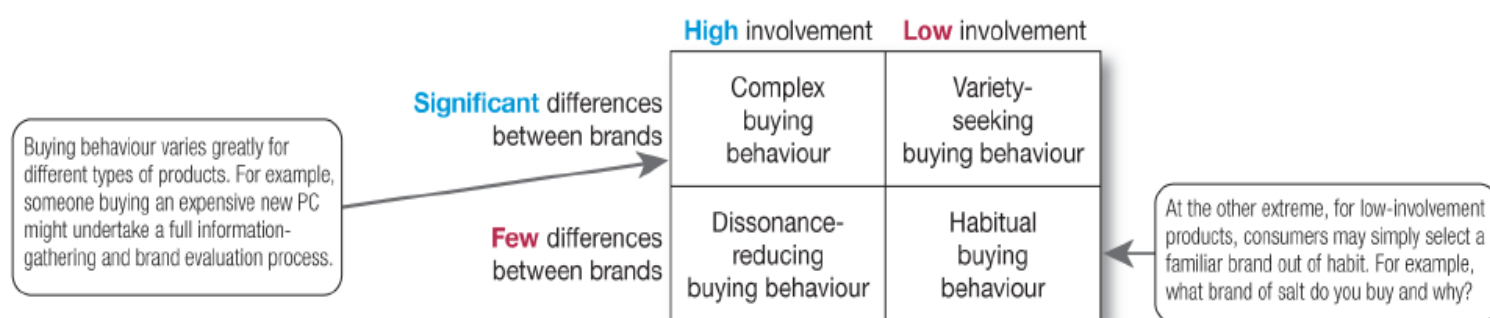 High involvement
Low involvement
Significant differences
between brands
Complex
buying
behaviour
Variety-
seeking
buying behaviour
Buying behaviour varies greatly for
different types of products. For example,
someone buying an expensive new PC
might undertake a full information-
gathering and brand evaluation process.
Few differences
between brands
Dissonance-
reducing
buying behaviour
Habitual
buying
behaviour
At the other extreme, for low-involvement
products, consumers may simply select a
familiar brand out of habit. For example,
what brand of salt do you buy and why?